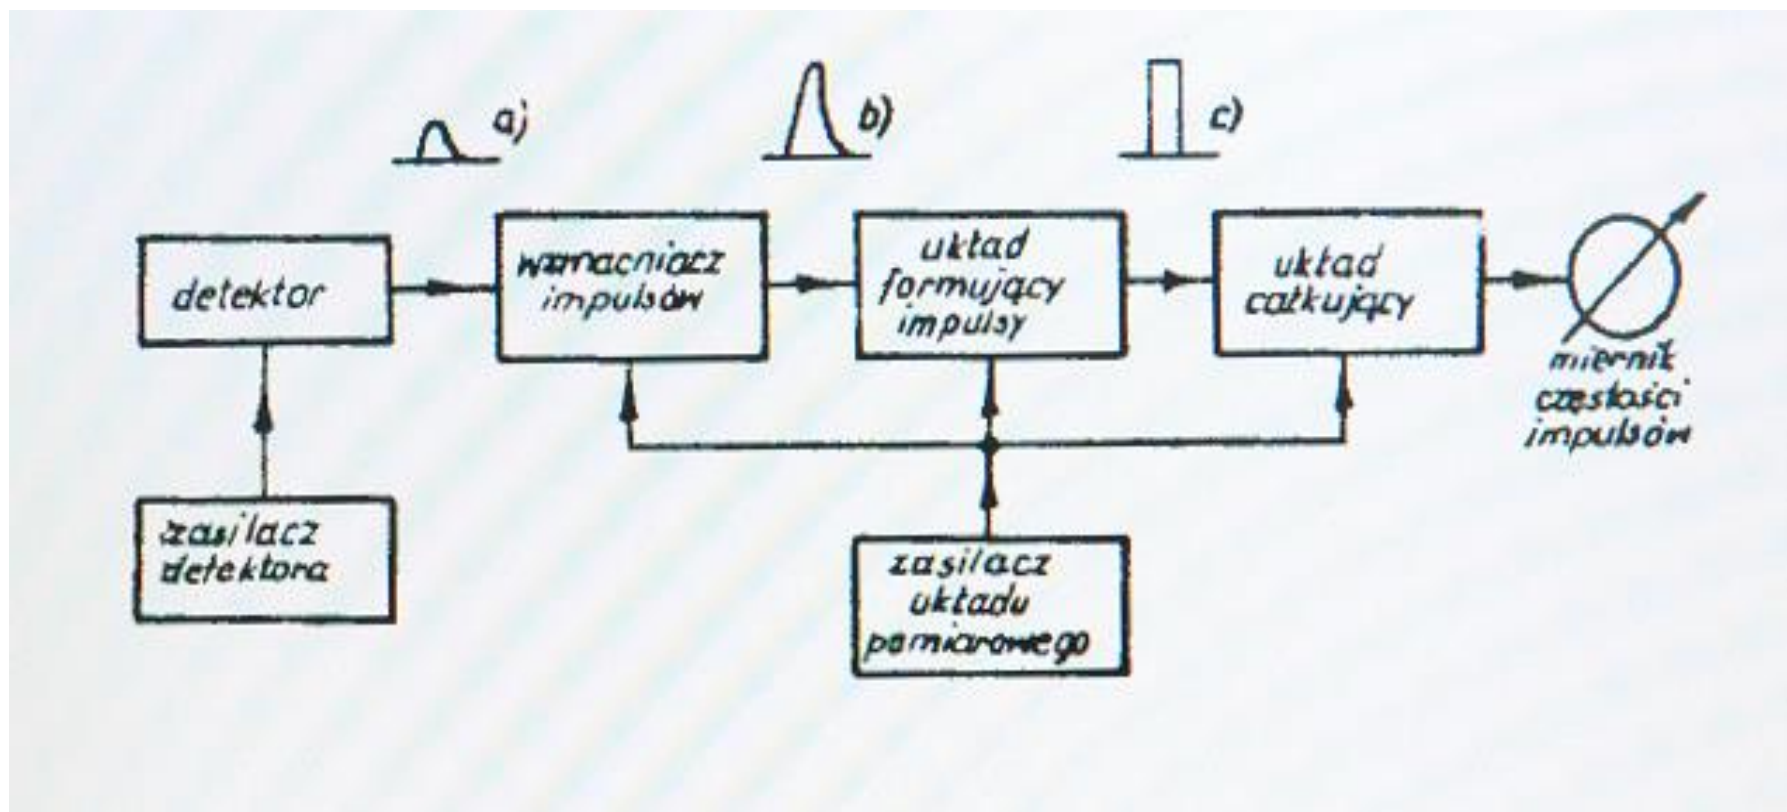 a)
b)
c)
detektor
wzmacniacz
impulsów
układ
formujący
impulsy
układ
całkujący
miernik
częstości
impulsów
zasilacz
detektora
zasilacz
układu
pomiarowego